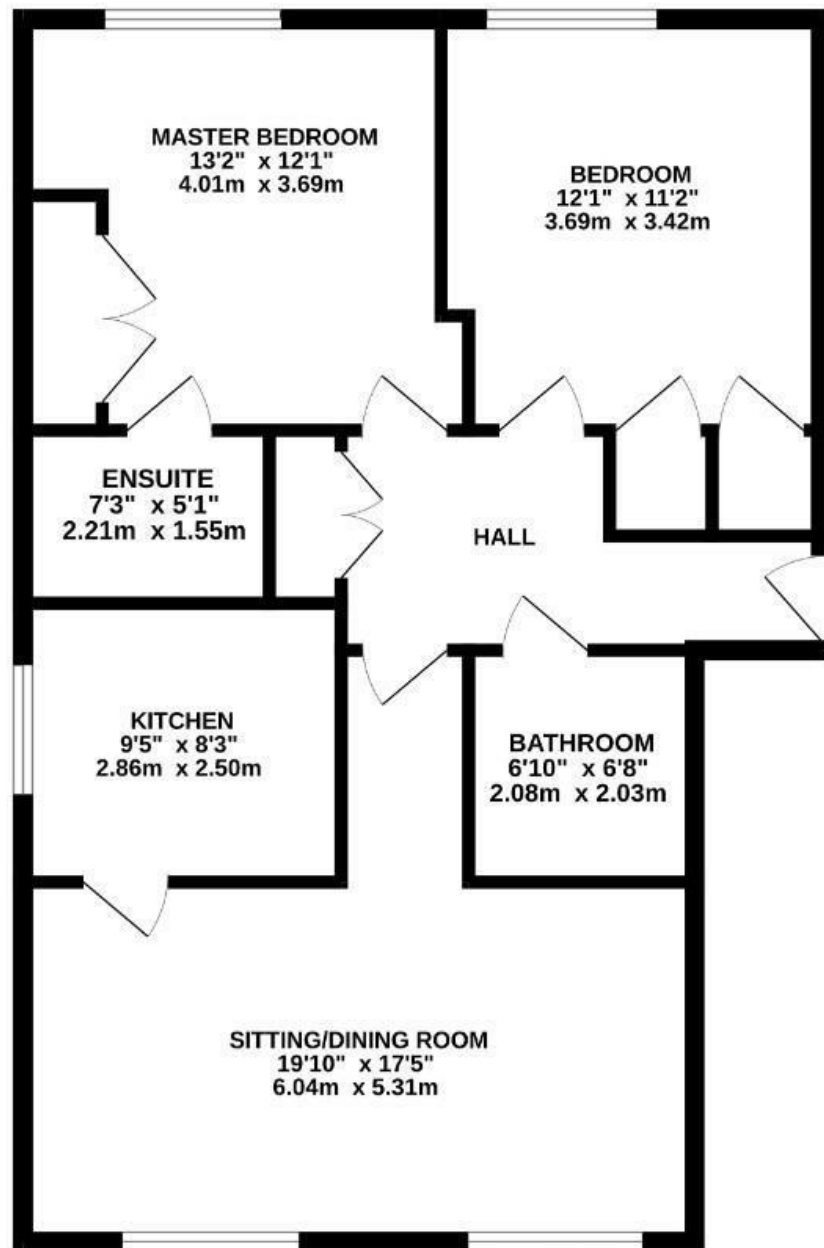 MASTER BEDROOM
13'2" x 12'1"
4.01m x 3.69m
BEDROOM
12'1" x 11'2"
3.69m x 3.42m
ENSUITE
7'3" x 5'1"
2.21m x 1.55m
HALL
KITCHEN
9'5" x 8'3"
2.86m x 2.50m
BATHROOM
6'10" x 6'8"
2.08m x 2.03m
SITTING/DINING ROOM
19'10" x 17'5"
6.04m x 5.31m